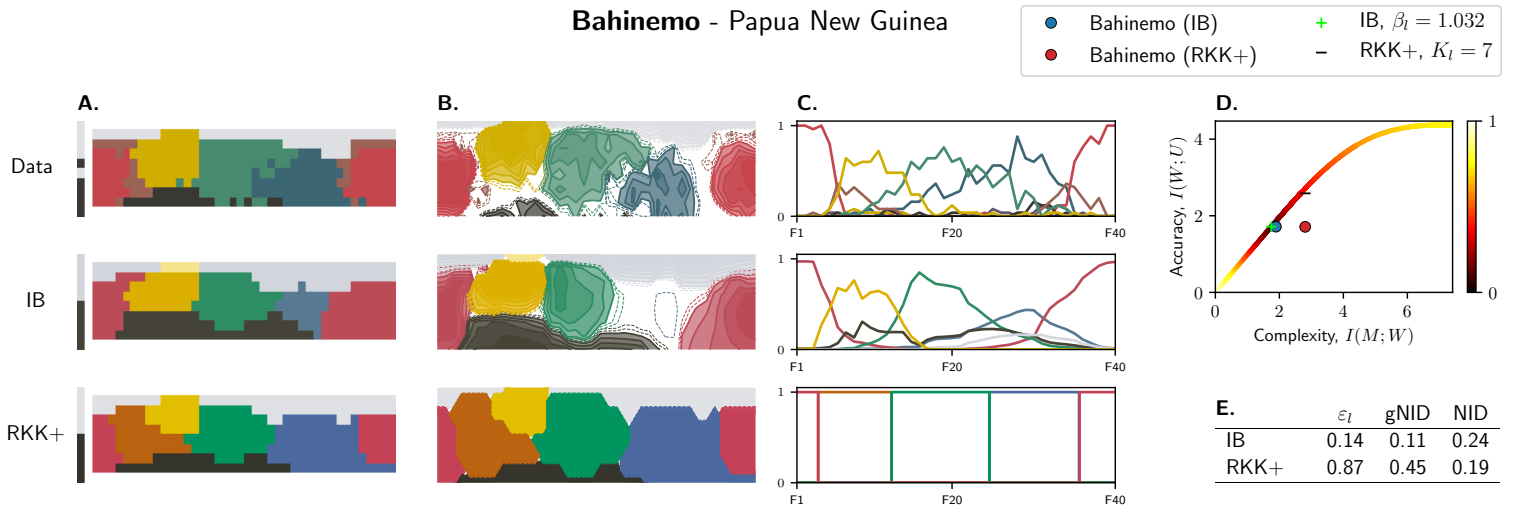 Bahinemo - Papua New Guinea
Bahinemo (IB)
Bahinemo (RKK+)
IB, β_l = 1.032
RKK+, K_l = 7
A.
B.
C.
D.
Data
IB
RKK+
1
0
F1
F20
F40
1
0
F1
F20
F40
1
0
F1
F20
F40
Accuracy, I(W; U)
4
2
0
0
2
4
6
Complexity, I(M; W)
1
0
E.
ε_l gNID NID
IB 0.14 0.11 0.24
RKK+ 0.87 0.45 0.19